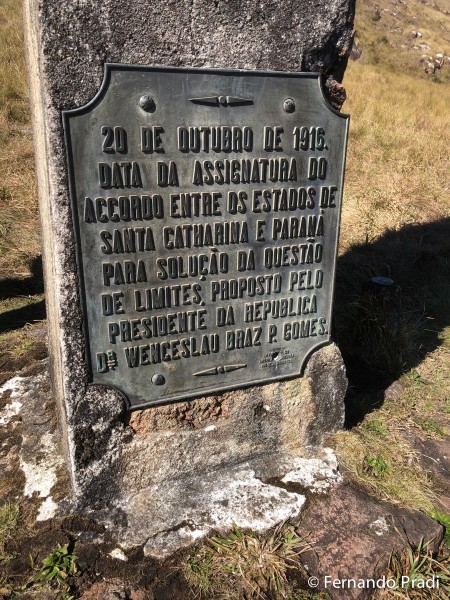 20 DE OUTUBRO DE 1916.
DATA DA ASSIGNATURA DO
ACCORDO ENTRE OS ESTADOS DE
SANTA CATHARINA E PARANÁ
PARA SOLUÇÃO DA QUESTÃO
DE LIMITES, PROPOSTO PELO
PRESIDENTE DA REPUBLICA
DR. WENCESLAU BRAZ P. GOMES.
© Fernando Pradi